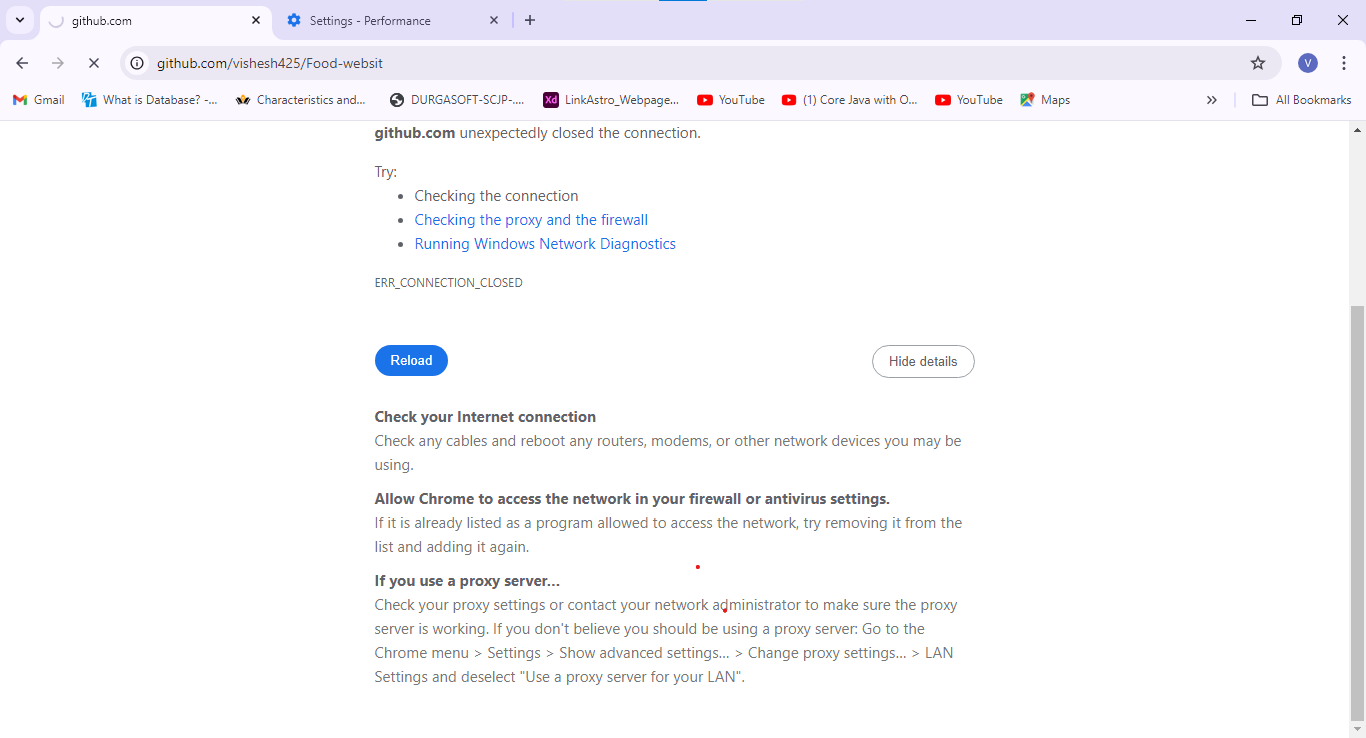 github.com
Settings - Performance
github.com/vishesh425/Food-websit
V
Gmail
What is Database? -...
Characteristics and...
DURGASOFT-SCJP-....
Xd
LinkAstro_Webpage...
YouTube
(1) Core Java with O...
YouTube
Maps
All Bookmarks
github.com unexpectedly closed the connection.
Try:
Checking the connection
Checking the proxy and the firewall
Running Windows Network Diagnostics
ERR_CONNECTION_CLOSED
Reload
Hide details
Check your Internet connection
Check any cables and reboot any routers, modems, or other network devices you may be
using.
Allow Chrome to access the network in your firewall or antivirus settings.
If it is already listed as a program allowed to access the network, try removing it from the
list and adding it again.
If you use a proxy server...
Check your proxy settings or contact your network administrator to make sure the proxy
server is working. If you don't believe you should be using a proxy server: Go to the
Chrome menu > Settings > Show advanced settings... > Change proxy settings... > LAN
Settings and deselect "Use a proxy server for your LAN".